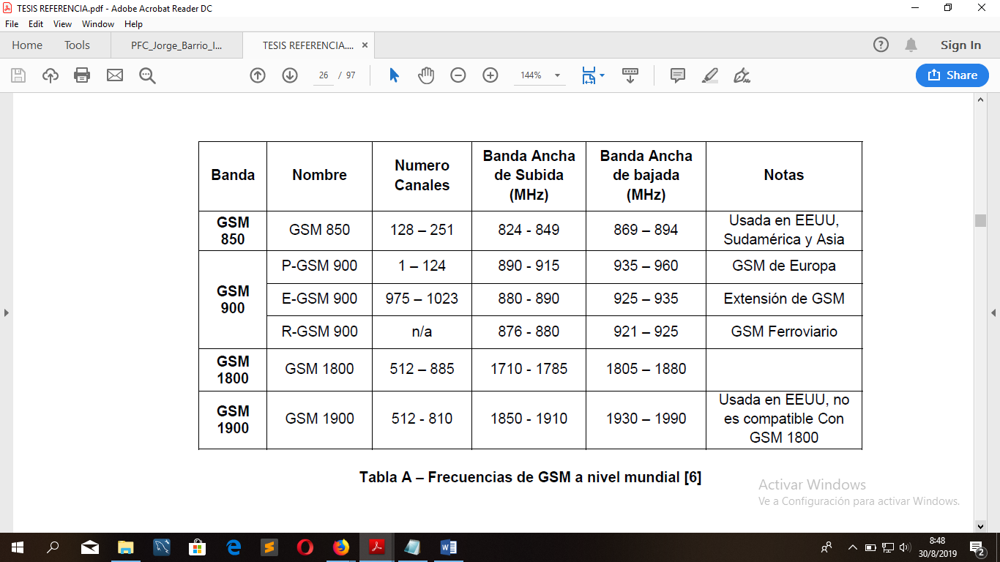 TESIS REFERENCIA.pdf - Adobe Acrobat Reader DC
File Edit View Window Help
Home Tools PFC_Jorge_Barrio_I... TESIS REFERENCIA.... × Sign In
26 / 97 144% Share
Banda
Nombre
Numero
Canales
Banda Ancha
de Subida
(MHz)
Banda Ancha
de bajada
(MHz)
Notas
GSM
850
GSM 850
128 – 251
824 - 849
869 – 894
Usada en EEUU,
Sudamérica y Asia
GSM
900
P-GSM 900
1 – 124
890 - 915
935 – 960
GSM de Europa
E-GSM 900
975 – 1023
880 - 890
925 – 935
Extensión de GSM
R-GSM 900
n/a
876 - 880
921 – 925
GSM Ferroviario
GSM
1800
GSM 1800
512 – 885
1710 - 1785
1805 – 1880
GSM
1900
GSM 1900
512 - 810
1850 - 1910
1930 – 1990
Usada en EEUU, no
es compatible Con
GSM 1800
Tabla A – Frecuencias de GSM a nivel mundial [6]
Activar Windows
Ve a Configuración para activar Windows.
8:48
30/8/2019
2